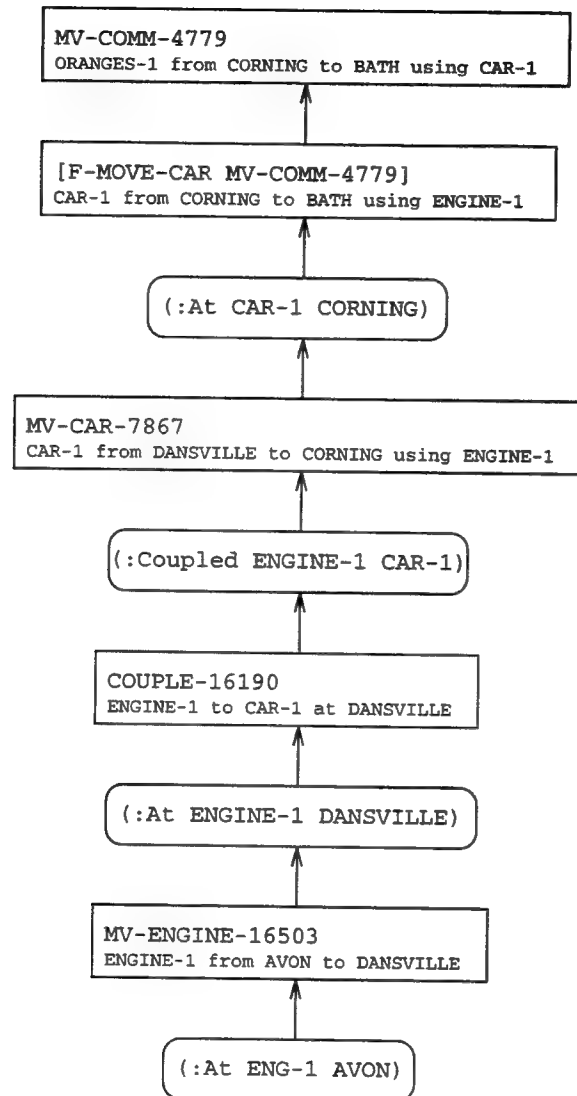 MV-COMM-4779
ORANGES-1 from CORNING to BATH using CAR-1
[F-MOVE-CAR MV-COMM-4779]
CAR-1 from CORNING to BATH using ENGINE-1
(:At CAR-1 CORNING)
MV-CAR-7867
CAR-1 from DANSVILLE to CORNING using ENGINE-1
(:Coupled ENGINE-1 CAR-1)
COUPLE-16190
ENGINE-1 to CAR-1 at DANSVILLE
(:At ENGINE-1 DANSVILLE)
MV-ENGINE-16503
ENGINE-1 from AVON to DANSVILLE
(:At ENG-1 AVON)